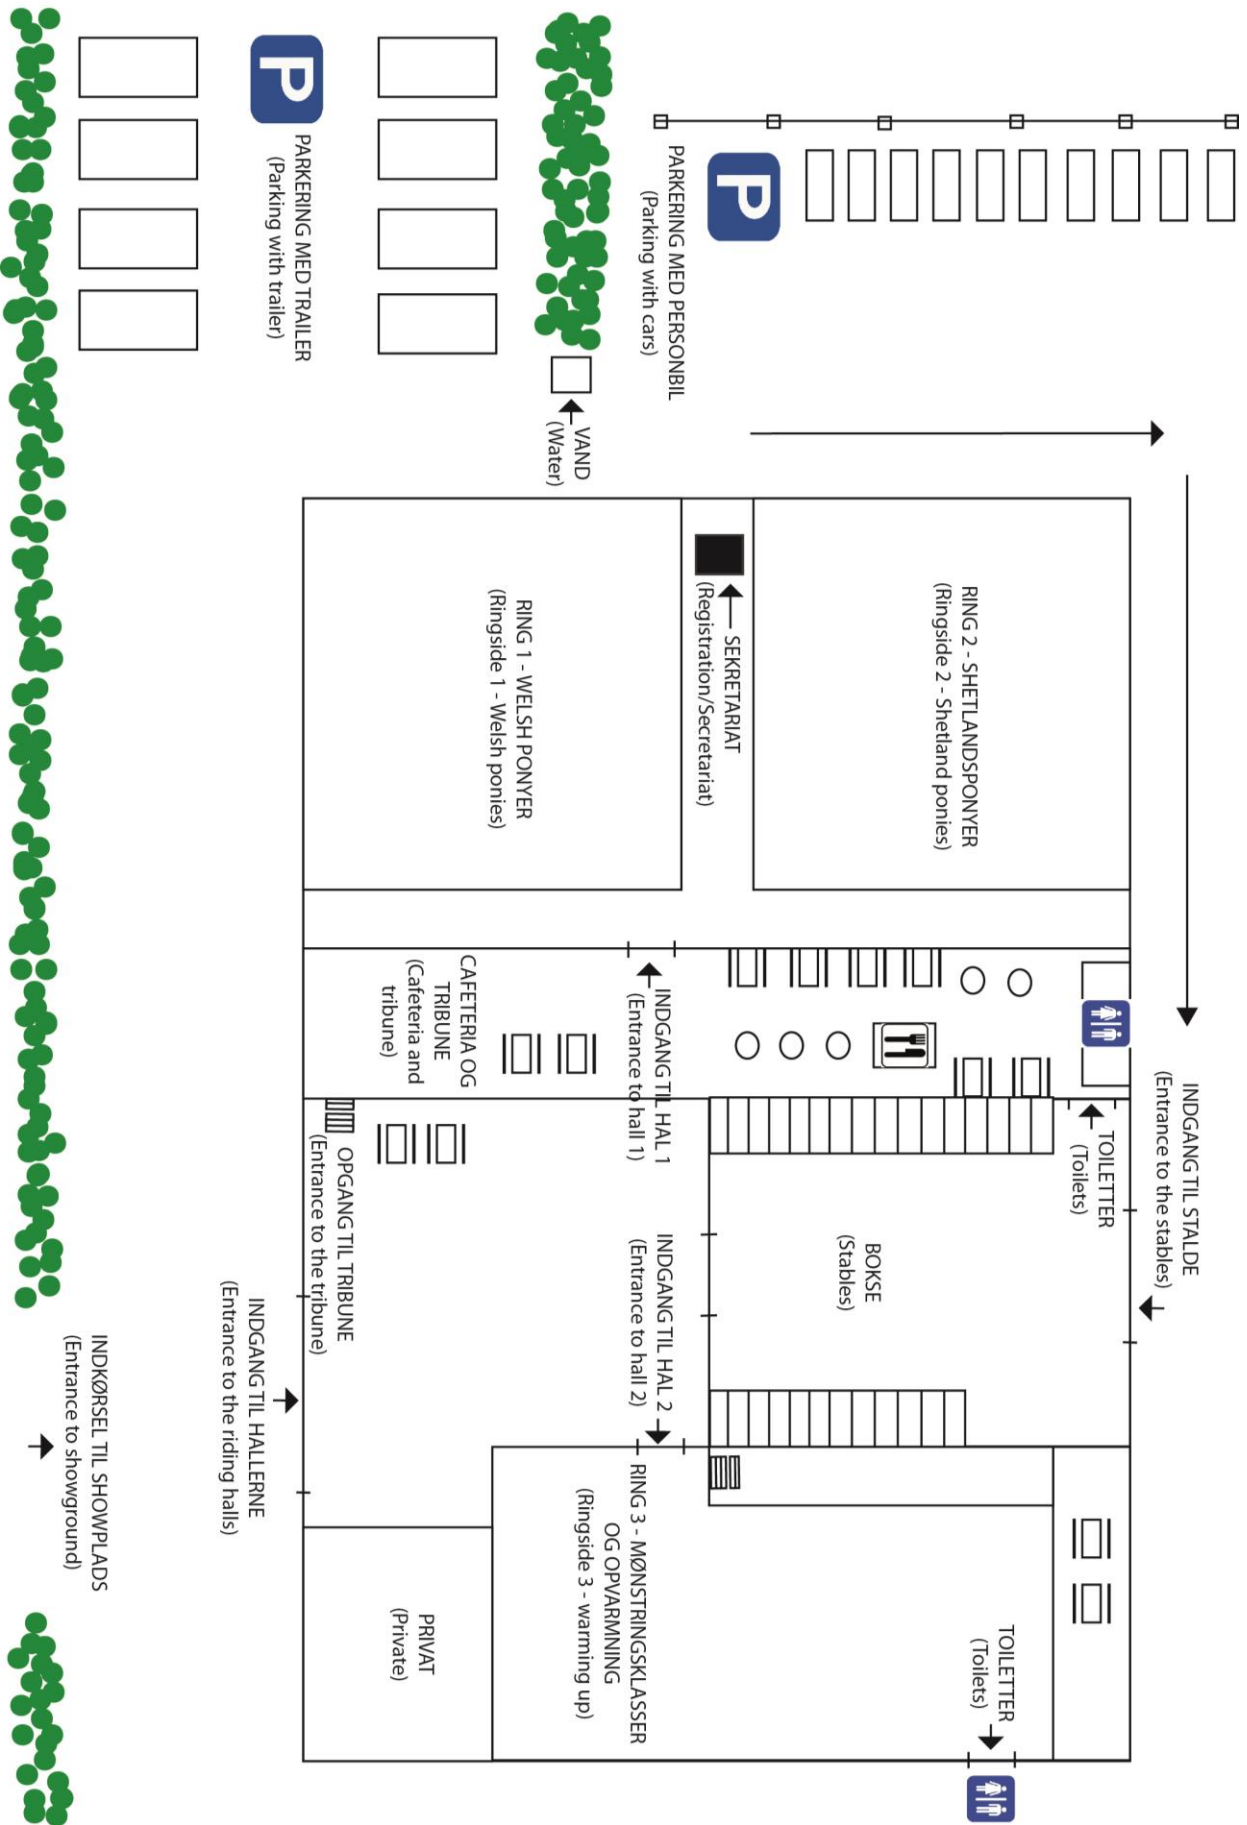 P
PARKERING MED TRAILER
(Parking with trailer)
P
PARKERING MED PERSONBIL
(Parking with cars)
VAND
(Water)
SEKRETARIAT
(Registration/Secretariat)
RING 2 - SHETLANDSPONYER
(Ringside 2 - Shetland ponies)
RING 1 - WELSH PONYER
(Ringside 1 - Welsh ponies)
CAFETERIA OG
TRIBUNE
(Cafeteria and
tribune)
INDGANG TIL HAL 1
(Entrance to hall 1)
INDGANG TIL STALDE
(Entrance to the stables)
TOILETTER
(Toilets)
OPGANG TIL TRIBUNE
(Entrance to the tribune)
BOKSE
(Stables)
INDGANG TIL HAL 2
(Entrance to hall 2)
INDGANG TIL HALLERNE
(Entrance to the riding halls)
INDKØRSEL TIL SHOWPLADS
(Entrance to showground)
RING 3 - MØNSTRINGSKLASSER
OG OPVARMNING
(Ringside 3 - warming up)
PRIVAT
(Private)
TOILETTER
(Toilets)